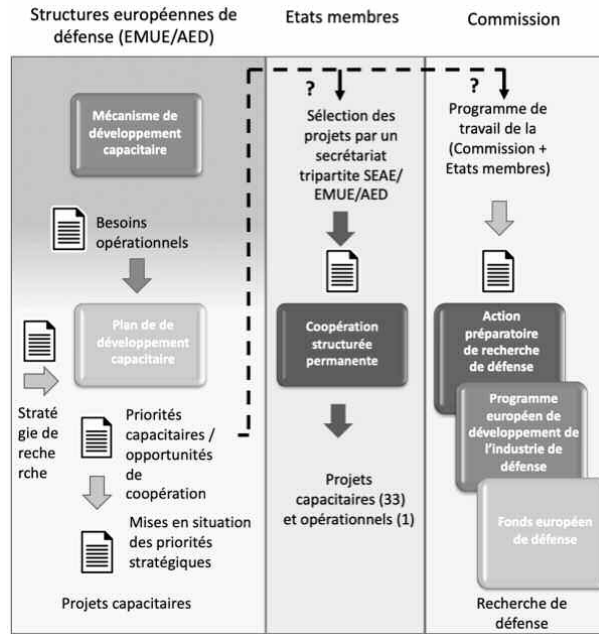 Structures européennes de
défense (EMUE/AED)
Mécanisme de
développement
capacitaire
Besoins
opérationnels
Plan de de
développement
capacitaire
Straté
gie de
reche
rche
Priorités
capacitaires /
opportunités
de
coopération
Mises en situation
des priorités
stratégiques
Projets capacitaires
Etats membres
?
Sélection des
projets par un
secrétariat
tripartite SEAE/
EMUE/AED
Coopération
structurée
permanente
Projets
capacitaires (33)
et opérationnels (1)
Commission
?
Programme de
travail de la
(Commission +
Etats membres)
Action
préparatoire
de recherche
de défense
Programme
européen de
développement de
l'industrie de
défense
Fonds européen
de défense
Recherche de
défense